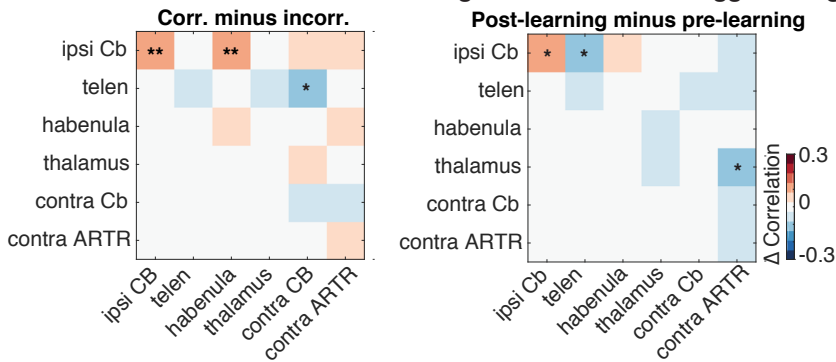 Corr. minus incorr.
ipsi Cb
telen
habenula
thalamus
contra Cb
contra ARTR
**
**
*
ipsi CB
telen
habenula
thalamus
contra CB
contra ARTR
Post-learning minus pre-learning
ipsi Cb
telen
habenula
thalamus
contra Cb
contra ARTR
*
*
*
ipsi Cb
telen
habenula
thalamus
contra Cb
contra ARTR
0.3
0
-0.3
Δ Correlation